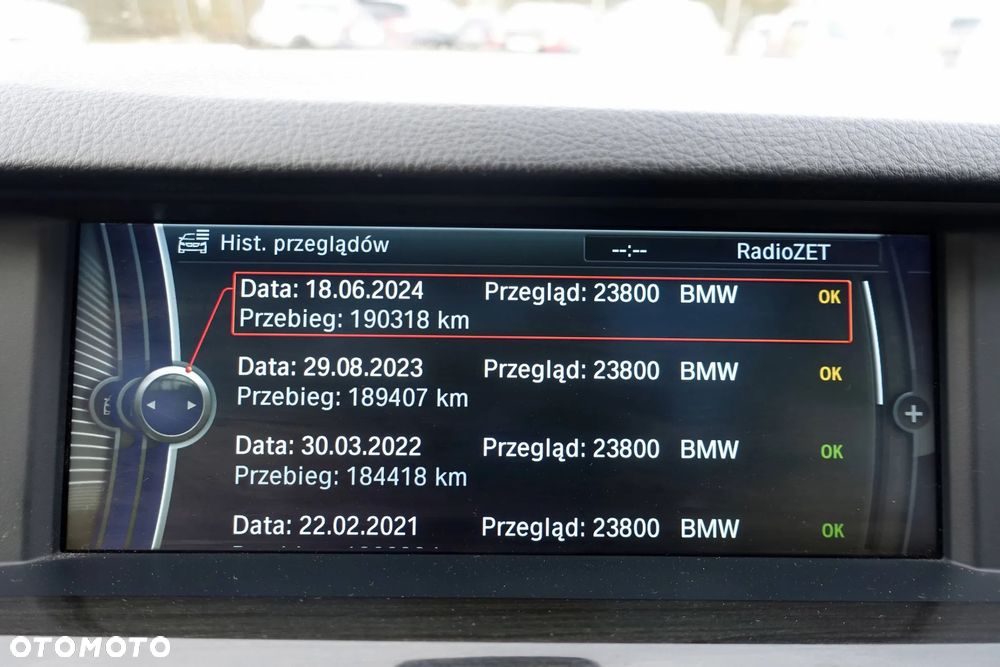 Hist. przeglądów
--:--
RadioZET
Data: 18.06.2024 Przegląd: 23800 BMW OK
Przebieg: 190318 km
Data: 29.08.2023 Przegląd: 23800 BMW OK
Przebieg: 189407 km
Data: 30.03.2022 Przegląd: 23800 BMW OK
Przebieg: 184418 km
Data: 22.02.2021 Przegląd: 23800 BMW OK
OTOMOTO